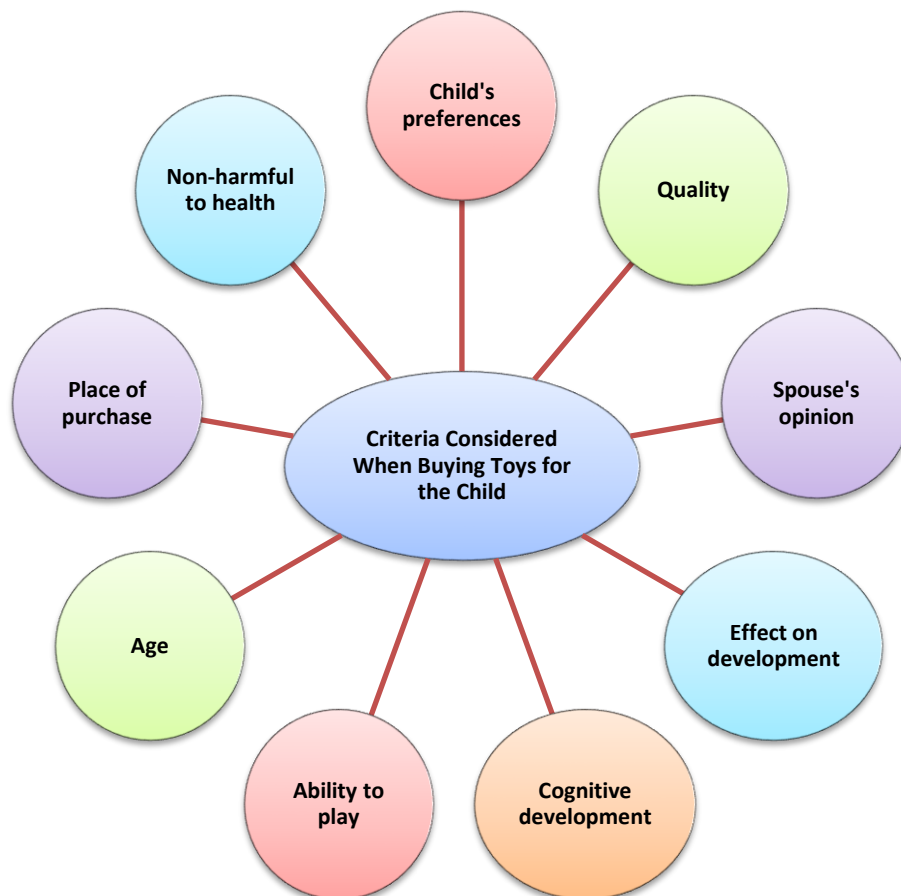 Child's
preferences
Quality
Spouse's
opinion
Effect on
development
Cognitive
development
Ability to
play
Age
Place of
purchase
Non-harmful
to health
Criteria Considered
When Buying Toys for
the Child